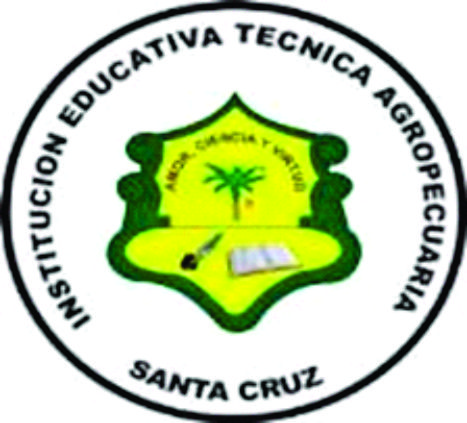 INSTITUCION EDUCATIVA TECNICA AGROPECUARIA
AMOR, CIENCIA Y VIRTUD
SANTA CRUZ